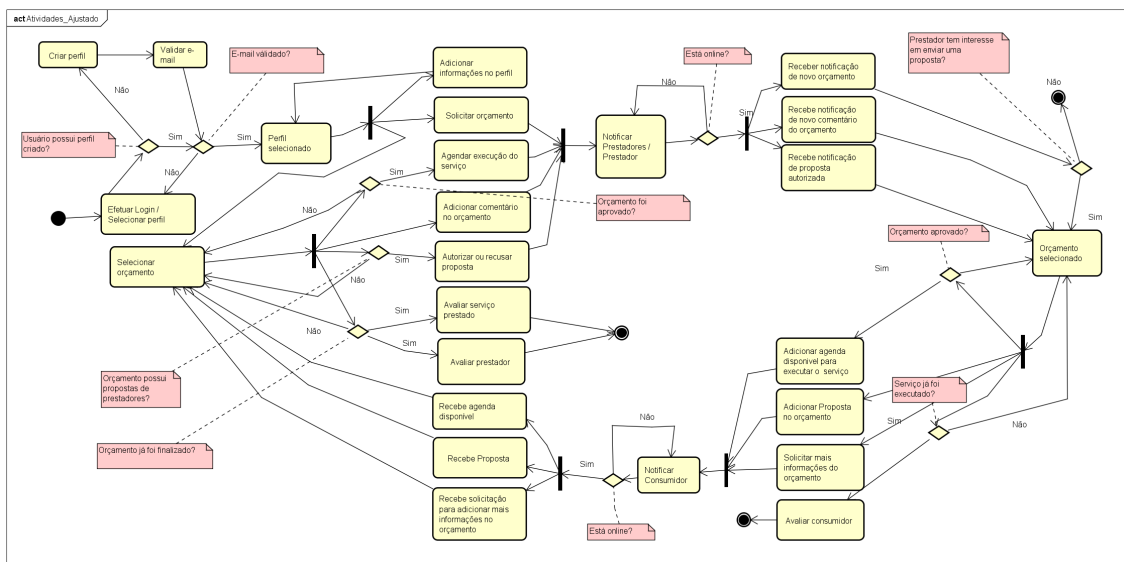 act Atividades_Ajustado
Criar perfil
Validar e-
mail
E-mail validado?
Não
Usuário possui perfil
criado?
Sim
Sim
Perfil
selecionado
Não
Efetuar Login /
Selecionar perfil
Selecionar
orçamento
Adicionar
informações no perfil
Solicitar orçamento
Agendar execução do
serviço
Sim
Não
Orçamento foi
aprovado?
Adicionar comentário
no orçamento
Autorizar ou recusar
proposta
Sim
Não
Avaliar serviço
prestado
Sim
Não
Sim
Avaliar prestador
Orçamento possui
propostas de
prestadores?
Orçamento já foi finalizado?
Recebe agenda
disponivel
Recebe Proposta
Recebe solicitação
para adicionar mais
informações no
orçamento
Notificar
Prestadores /
Prestador
Não
Está online?
Sim
Receber notificação
de novo orçamento
Recebe notificação
de novo comentário
do orçamento
Recebe notificação
de proposta
autorizada
Prestador tem interesse
em enviar uma
proposta?
Não
Sim
Orçamento
selecionado
Orçamento aprovado?
Sim
Adicionar agenda
disponivel para
executar o serviço
Serviço já foi
executado?
Adicionar Proposta
no orçamento
Sim
Não
Solicitar mais
informações do
orçamento
Avaliar consumidor
Notificar
Consumidor
Não
Sim
Está online?